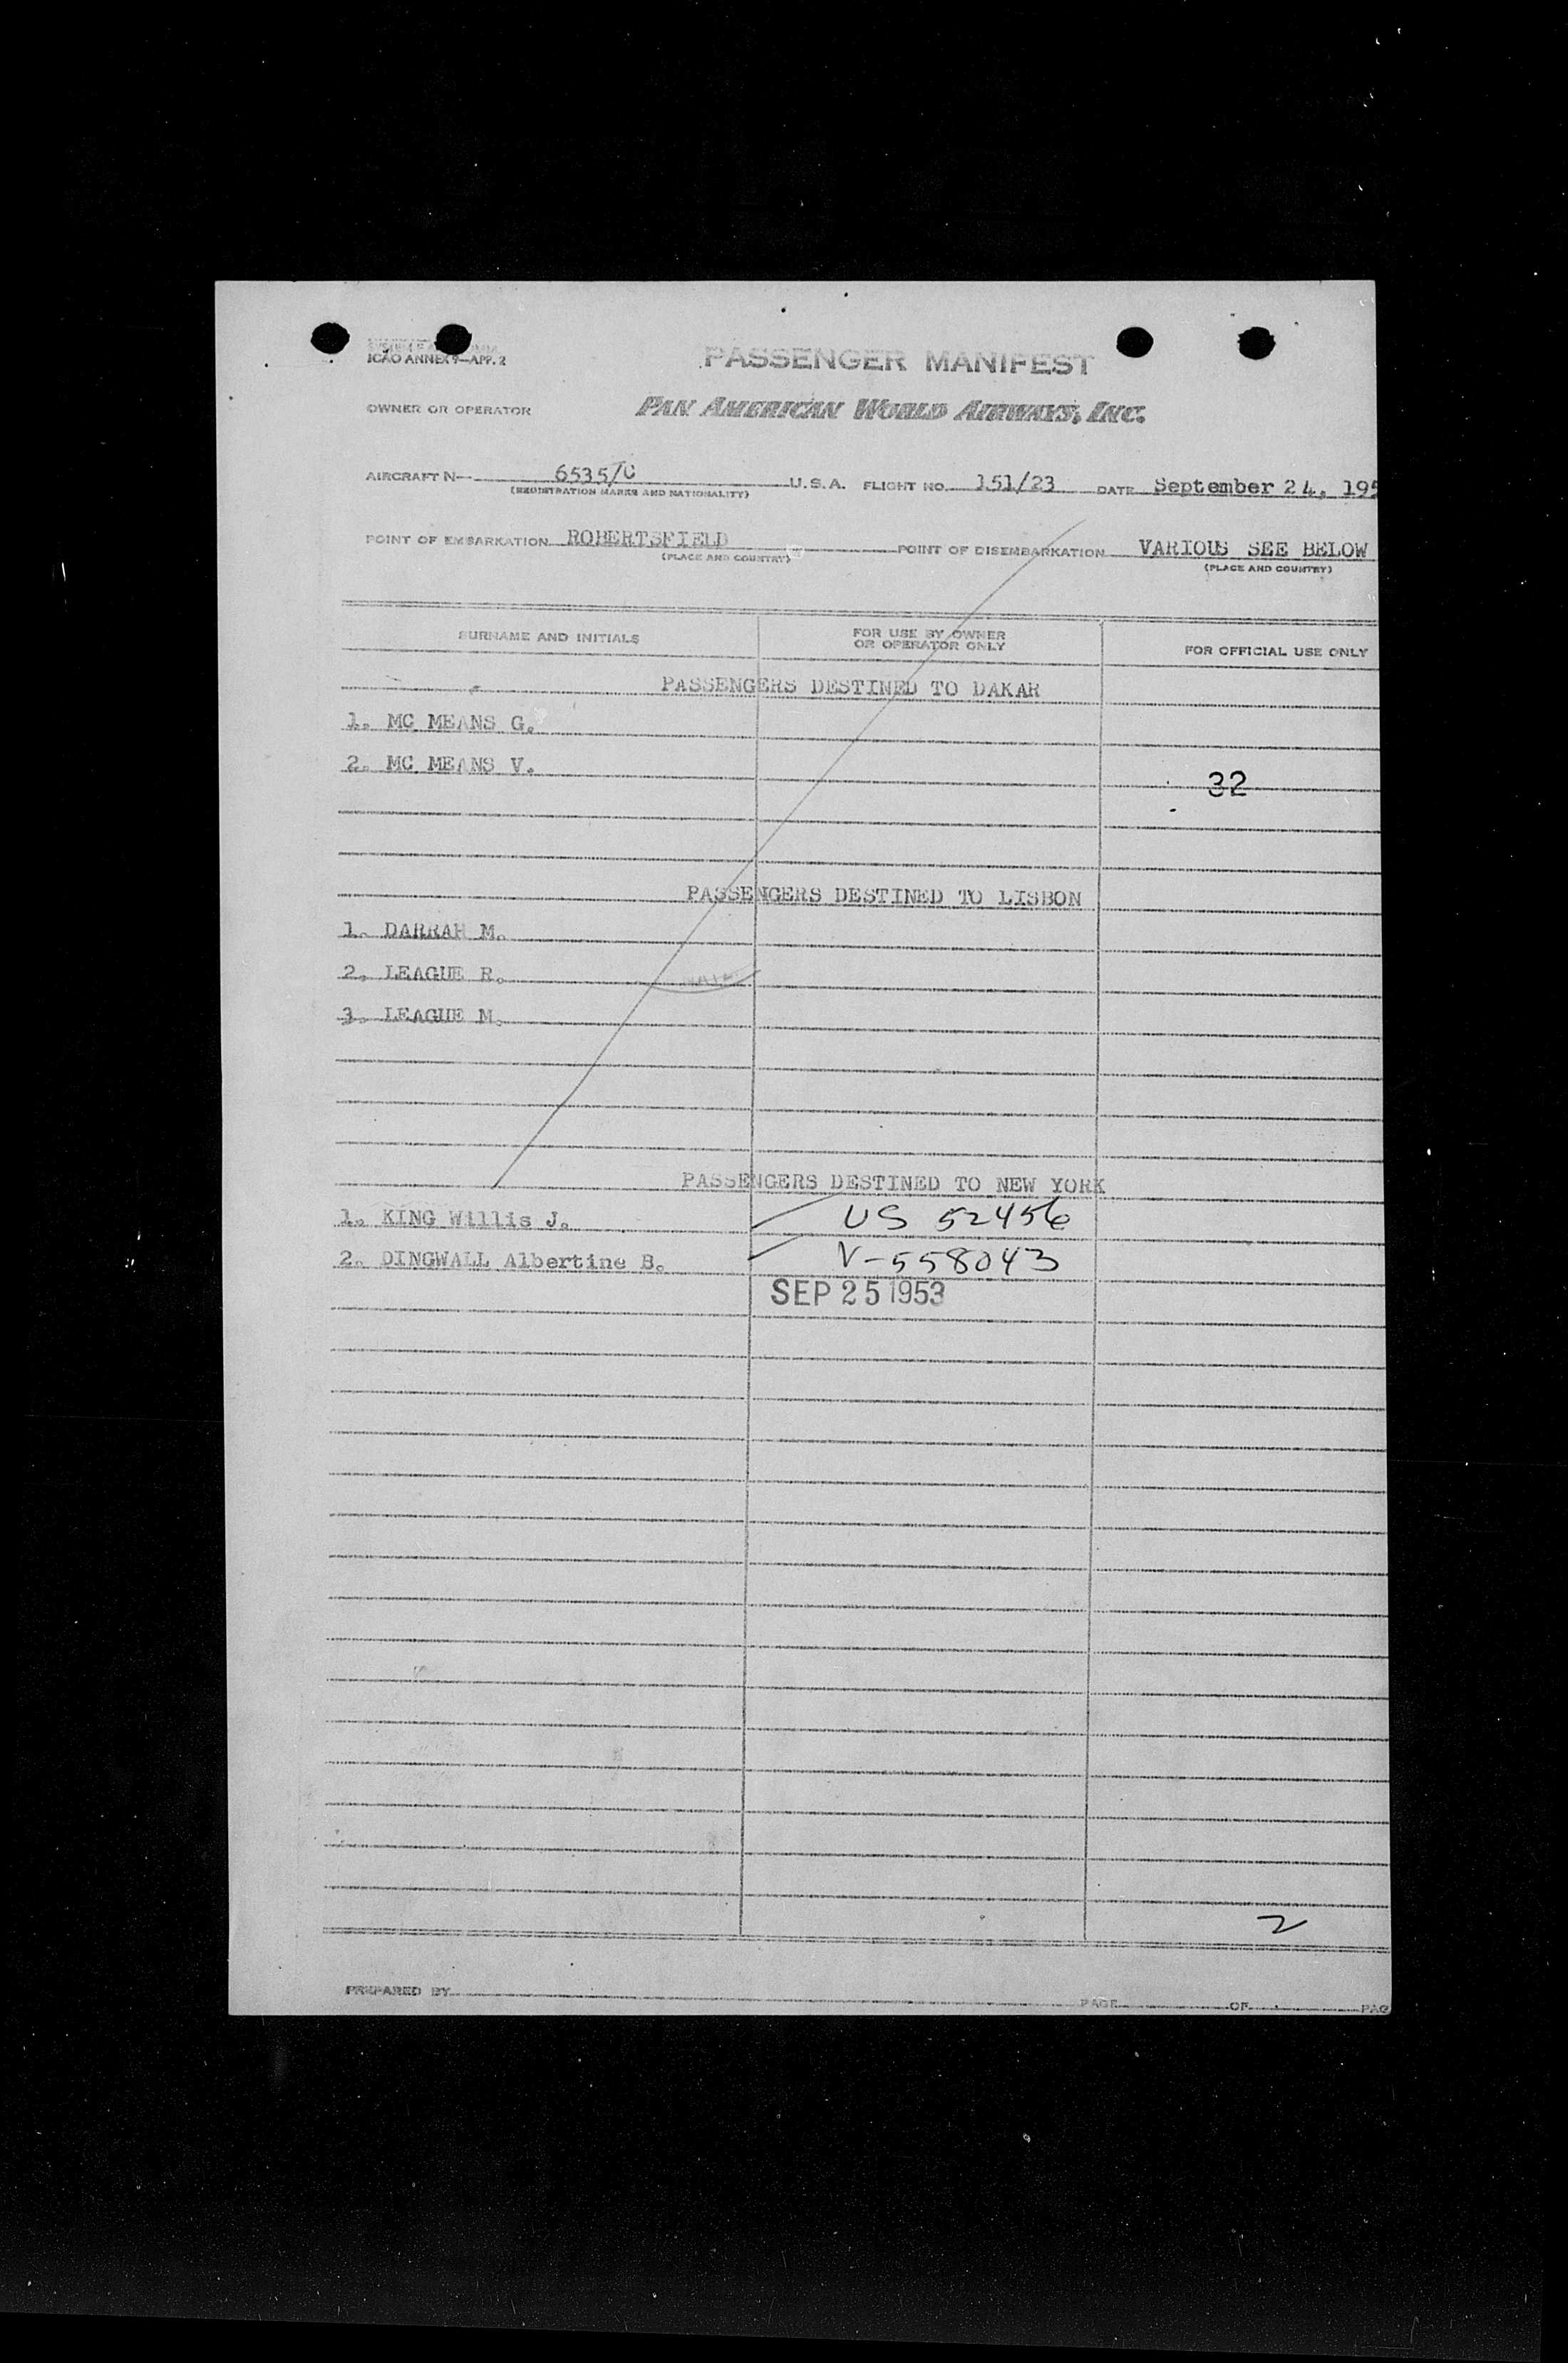 ICAO ANNEX 9—APP. 2
PASSENGER MANIFEST
OWNER OR OPERATOR PAN AMERICAN WORLD AIRWAYS, INC.
AIRCRAFT N— 6535/C U.S.A. FLIGHT NO. 151/23 DATE September 24, 195
(REGISTRATION MARKS AND NATIONALITY)
POINT OF EMBARKATION ROBERTSFIELD POINT OF DISEMBARKATION VARIOUS SEE BELOW
(PLACE AND COUNTRY) (PLACE AND COUNTRY)
SURNAME AND INITIALS FOR USE BY OWNER OR OPERATOR ONLY FOR OFFICIAL USE ONLY
PASSENGERS DESTINED TO DAKAR
1. MC MEANS G.
2. MC MEANS V.
32
PASSENGERS DESTINED TO LISBON
1. DARRAH M.
2. LEAGUE R.
3. LEAGUE M.
PASSENGERS DESTINED TO NEW YORK
1. KING Willis J. US 52456
2. DINGWALL Albertine B. V-558043
SEP 25 1953
2
PREPARED BY PAGE OF PAG